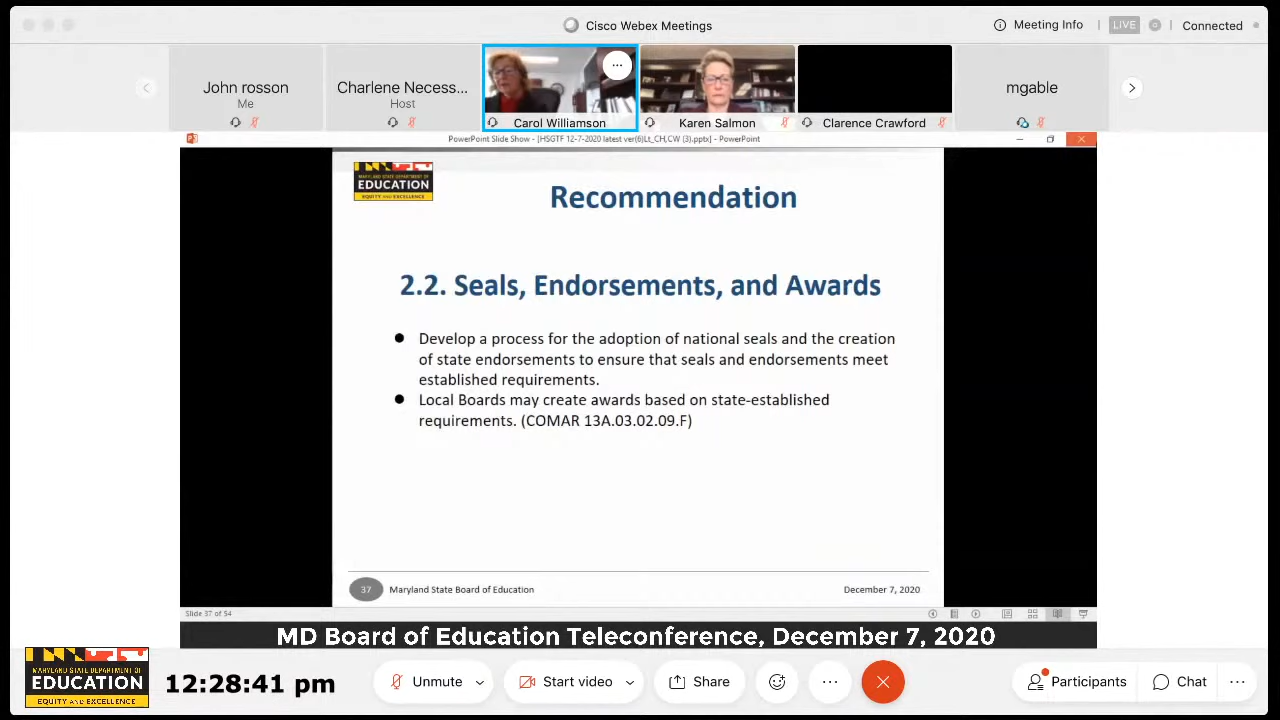 Cisco Webex Meetings
Meeting Info
LIVE
Connected
John rosson
Me
Charlene Necess...
Host
Carol Williamson
Karen Salmon
Clarence Crawford
mgable
PowerPoint Slide Show - [HSGTF 12-7-2020 latest ver(6)Lt_CH,CW (3).pptx] - PowerPoint
MARYLAND STATE DEPARTMENT OF
EDUCATION
EQUITY AND EXCELLENCE
Recommendation
2.2. Seals, Endorsements, and Awards
● Develop a process for the adoption of national seals and the creation
of state endorsements to ensure that seals and endorsements meet
established requirements.
● Local Boards may create awards based on state-established
requirements. (COMAR 13A.03.02.09.F)
37 Maryland State Board of Education
December 7, 2020
Slide 37 of 54
MD Board of Education Teleconference, December 7, 2020
MARYLAND STATE DEPARTMENT OF
EDUCATION
EQUITY AND EXCELLENCE
12:28:41 pm
Unmute
Start video
Share
Participants
Chat